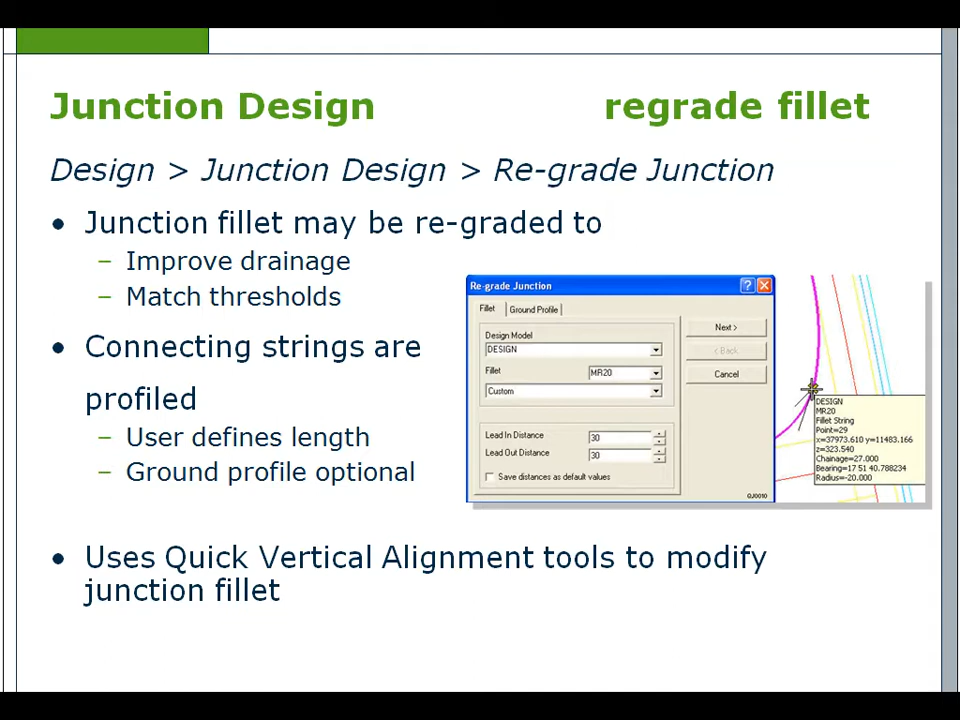 Junction Design regrade fillet
Design > Junction Design > Re-grade Junction
• Junction fillet may be re-graded to
– Improve drainage
– Match thresholds
• Connecting strings are
profiled
– User defines length
– Ground profile optional
• Uses Quick Vertical Alignment tools to modify
junction fillet
Re-grade Junction
Fillet Ground Profile
Design Model
DESIGN
Fillet MR20
Custom
Lead In Distance 30
Lead Out Distance 30
Save distances as default values
Next >
< Back
Cancel
QJ0010
DESIGN
MR20
Fillet String
Point=29
x=37973.610 y=11483.166
z=323.540
Chainage=27.000
Bearing=17 51 40.788234
Radius=-20.000